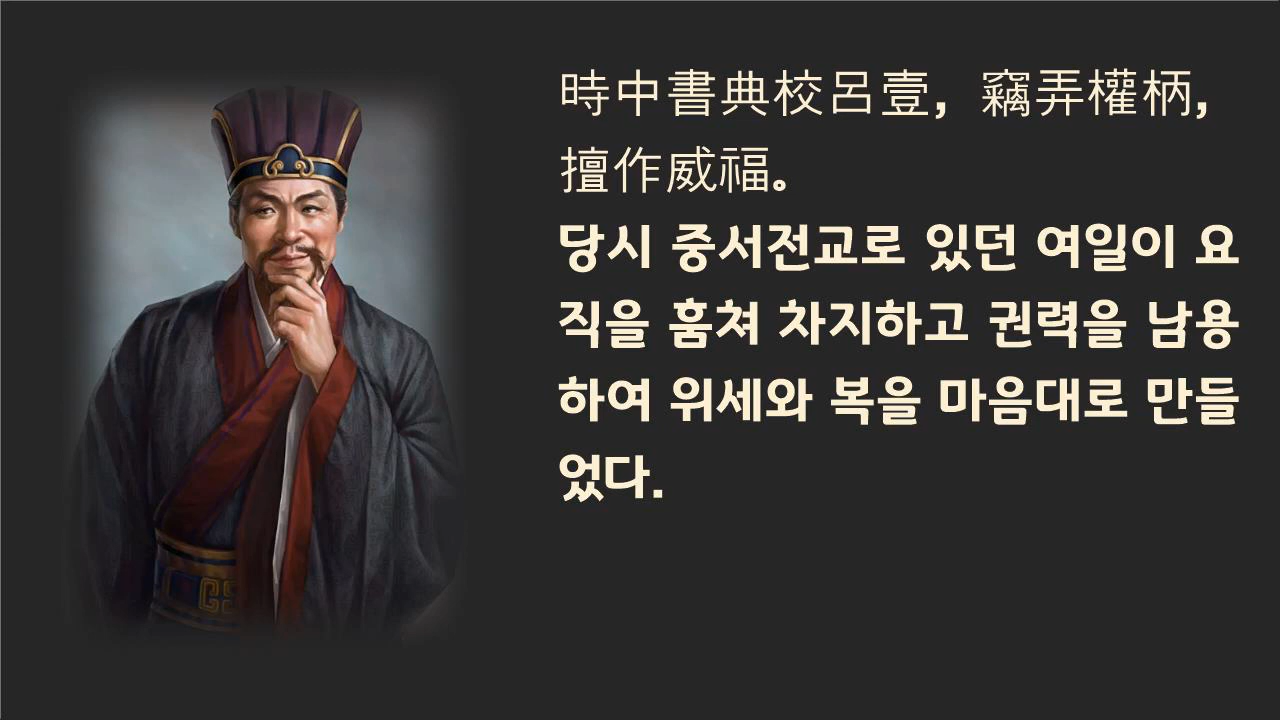 時中書典校呂壹, 竊弄權柄,
擅作威福。
당시 중서전교로 있던 여일이 요
직을 훔쳐 차지하고 권력을 남용
하여 위세와 복을 마음대로 만들
었다.